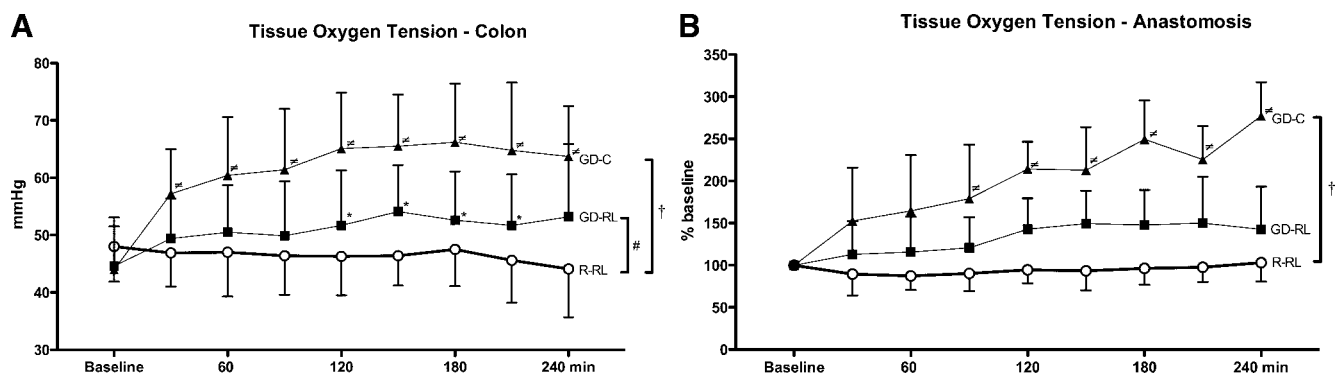 A
Tissue Oxygen Tension - Colon
80
70
60
50
40
30
mmHg
≠
≠
≠
≠
≠
≠
≠
≠
*
*
*
*
GD-C
GD-RL
R-RL
#
†
Baseline 60 120 180 240 min
B
Tissue Oxygen Tension - Anastomosis
350
300
250
200
150
100
50
0
% baseline
≠
≠
≠
≠
≠
≠
GD-C
GD-RL
R-RL
†
Baseline 60 120 180 240 min